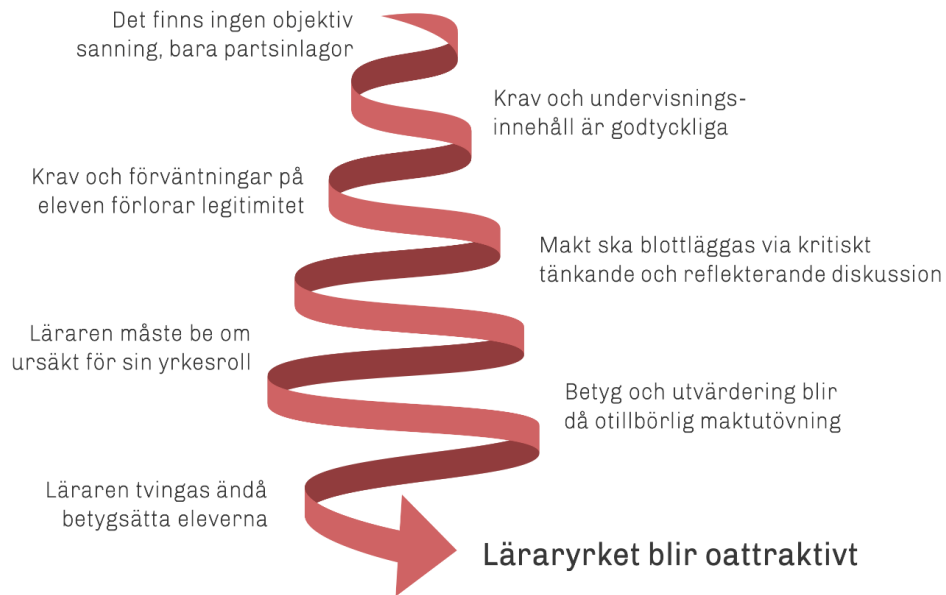 Det finns ingen objektiv
sanning, bara partsinlagor
Krav och undervisnings-
innehåll är godtyckliga
Krav och förväntningar på
eleven förlorar legitimitet
Makt ska blottläggas via kritiskt
tänkande och reflekterande diskussion
Läraren måste be om
ursäkt för sin yrkesroll
Betyg och utvärdering blir
då otillbörlig maktutövning
Läraren tvingas ändå
betygsätta eleverna
Läraryrket blir oattraktivt